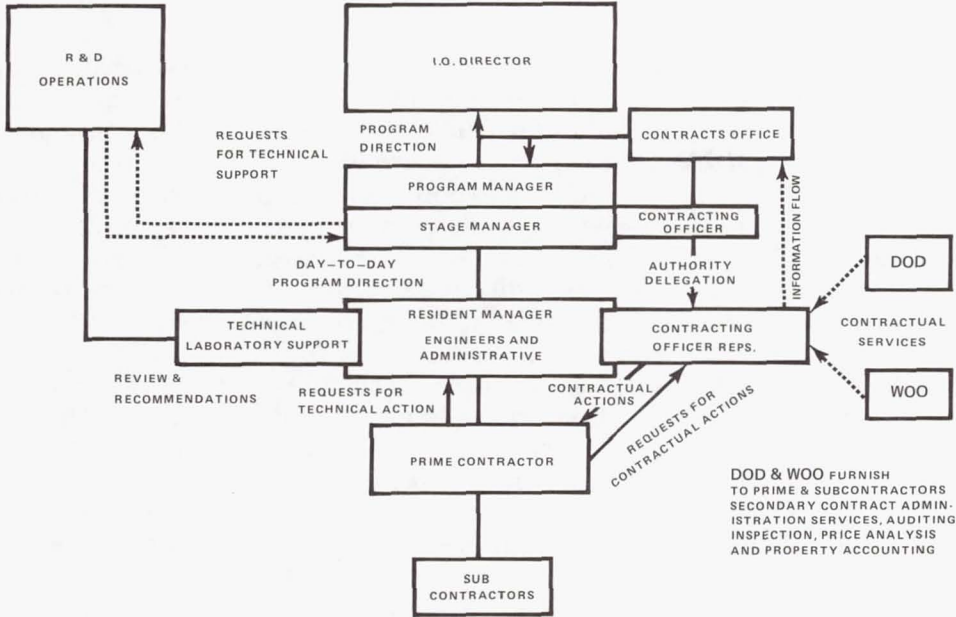 R & D
OPERATIONS
I.O. DIRECTOR
REQUESTS
FOR TECHNICAL
SUPPORT
PROGRAM
DIRECTION
CONTRACTS OFFICE
PROGRAM MANAGER
STAGE MANAGER
CONTRACTING
OFFICER
INFORMATION FLOW
DAY-TO-DAY
PROGRAM DIRECTION
AUTHORITY
DELEGATION
DOD
TECHNICAL
LABORATORY SUPPORT
RESIDENT MANAGER
ENGINEERS AND
ADMINISTRATIVE
CONTRACTING
OFFICER REPS.
CONTRACTUAL
SERVICES
REVIEW &
RECOMMENDATIONS
REQUESTS FOR
TECHNICAL ACTION
CONTRACTUAL
ACTIONS
REQUESTS FOR
CONTRACTUAL ACTIONS
WOO
PRIME CONTRACTOR
DOD & WOO FURNISH
TO PRIME & SUBCONTRACTORS
SECONDARY CONTRACT ADMIN-
ISTRATION SERVICES, AUDITING
INSPECTION, PRICE ANALYSIS
AND PROPERTY ACCOUNTING
SUB
CONTRACTORS